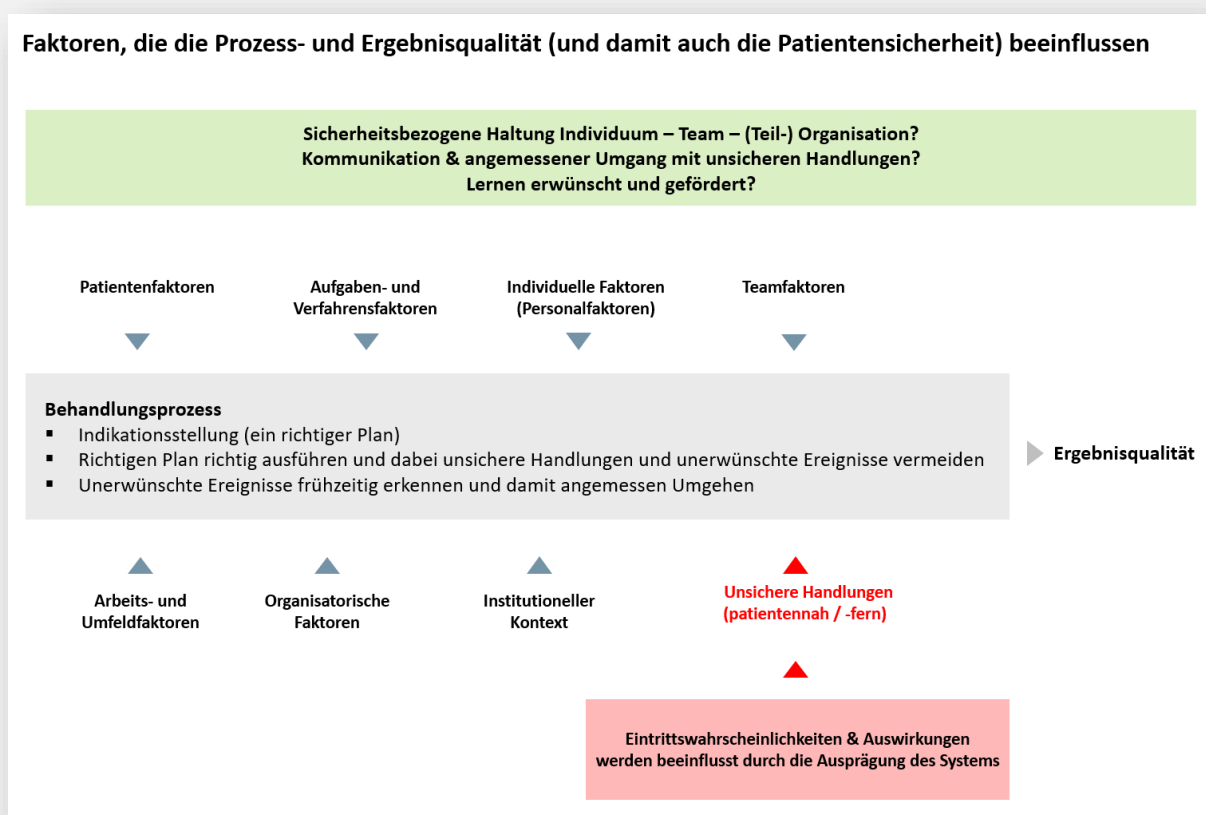 Faktoren, die die Prozess- und Ergebnisqualität (und damit auch die Patientensicherheit) beeinflussen
Sicherheitsbezogene Haltung Individuum – Team – (Teil-) Organisation?
Kommunikation & angemessener Umgang mit unsicheren Handlungen?
Lernen erwünscht und gefördert?
Patientenfaktoren
Aufgaben- und
Verfahrensfaktoren
Individuelle Faktoren
(Personalfaktoren)
Teamfaktoren
Behandlungsprozess
▪ Indikationsstellung (ein richtiger Plan)
▪ Richtigen Plan richtig ausführen und dabei unsichere Handlungen und unerwünschte Ereignisse vermeiden
▪ Unerwünschte Ereignisse frühzeitig erkennen und damit angemessen Umgehen
Ergebnisqualität
Arbeits- und
Umfeldfaktoren
Organisatorische
Faktoren
Institutioneller
Kontext
Unsichere Handlungen
(patientennah / -fern)
Eintrittswahrscheinlichkeiten & Auswirkungen
werden beeinflusst durch die Ausprägung des Systems